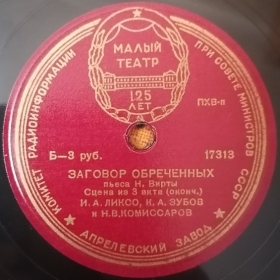 КОМИТЕТ РАДИОИНФОРМАЦИИ ПРИ СОВЕТЕ МИНИСТРОВ СССР
МАЛЫЙ
ТЕАТР
125
ЛЕТ
ПХВ-п
Б—3 руб. 17313
ЗАГОВОР ОБРЕЧЕННЫХ
пьеса Н. Вирты
Сцена из 3 акта (оконч.)
И. А. ЛИКСО, К. А. ЗУБОВ
и Н.В.КОМИССАРОВ
АПРЕЛЕВСКИЙ ЗАВОД